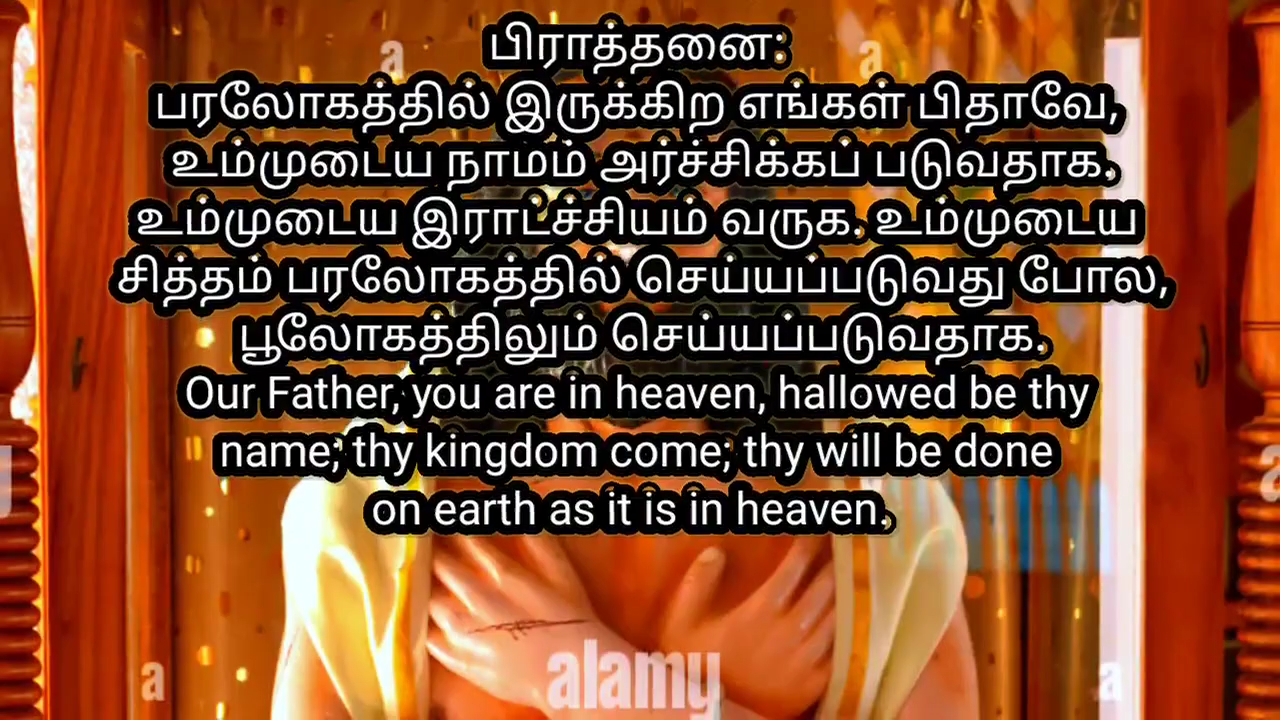 பிராத்தனை:
பரலோகத்தில் இருக்கிற எங்கள் பிதாவே,
உம்முடைய நாமம் அர்ச்சிக்கப் படுவதாக.
உம்முடைய இராட்ச்சியம் வருக. உம்முடைய
சித்தம் பரலோகத்தில் செய்யப்படுவது போல,
பூலோகத்திலும் செய்யப்படுவதாக.
Our Father, you are in heaven, hallowed be thy
name; thy kingdom come; thy will be done
on earth as it is in heaven.
a a
alamy
a a